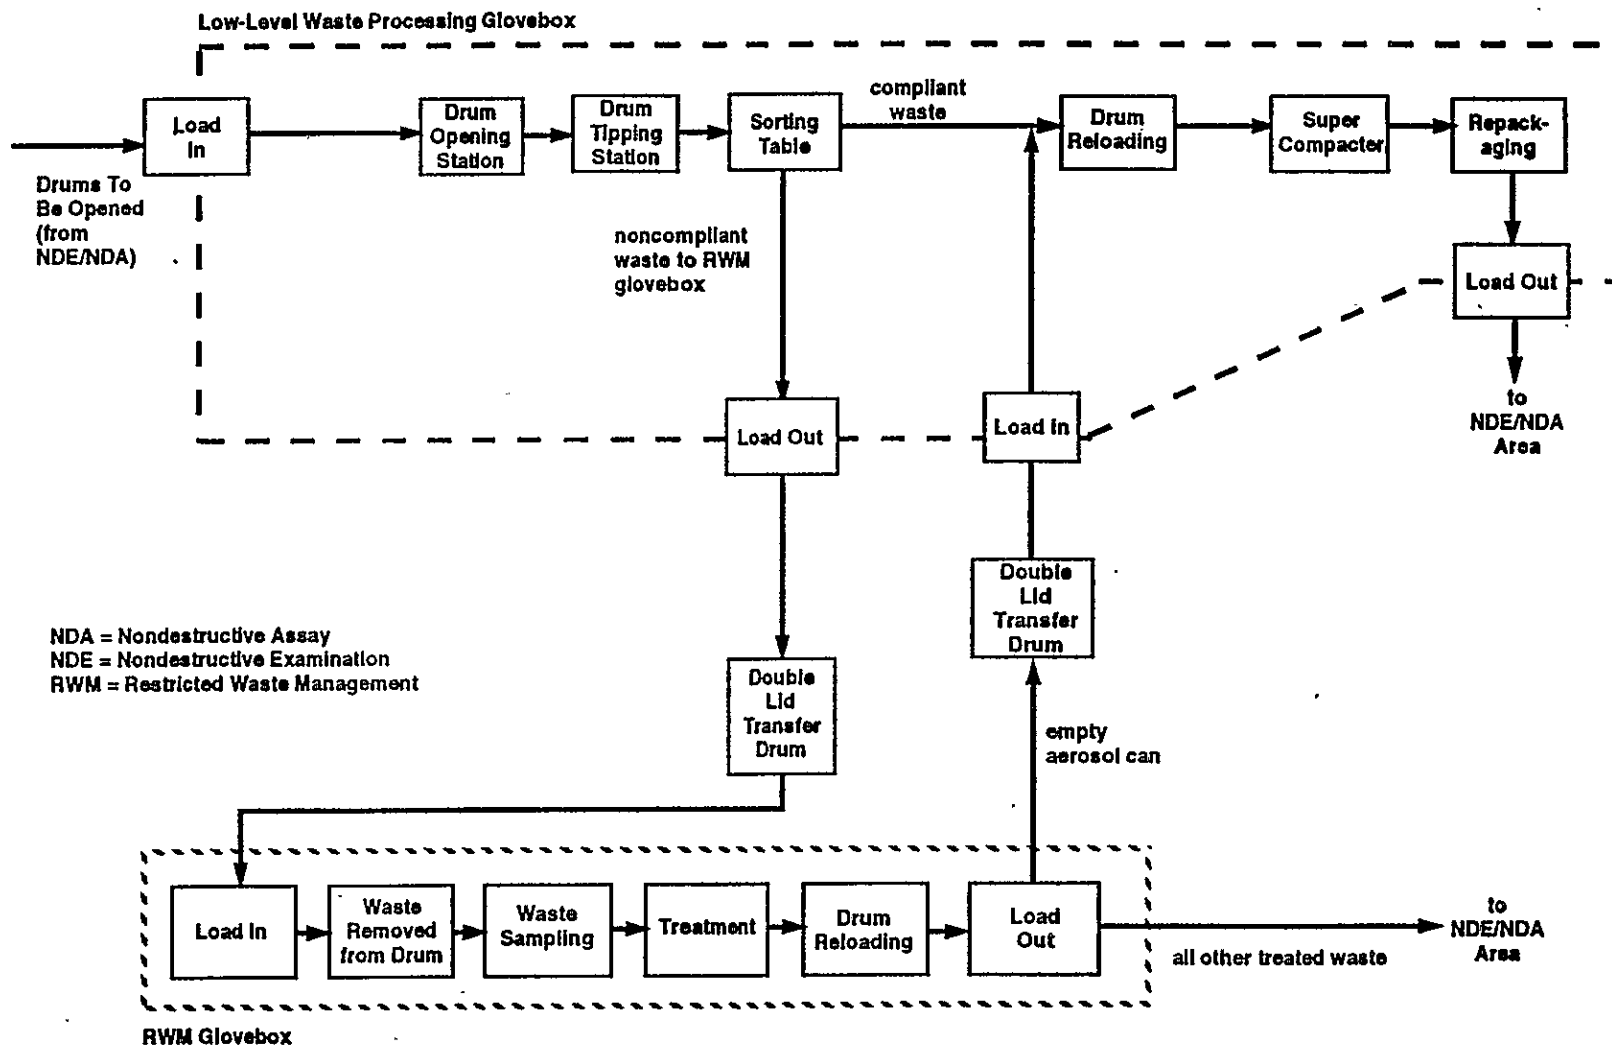 Low-Level Waste Processing Glovebox
Load
In
Drum
Opening
Station
Drum
Tipping
Station
Sorting
Table
compliant
waste
Drum
Reloading
Super
Compacter
Repack-
aging
Drums To
Be Opened
(from
NDE/NDA)
noncompliant
waste to RWM
glovebox
Load Out
to
NDE/NDA
Area
Load Out
Load In
Double
Lid
Transfer
Drum
NDA = Nondestructive Assay
NDE = Nondestructive Examination
RWM = Restricted Waste Management
Double
Lid
Transfer
Drum
empty
aerosol can
Load In
Waste
Removed
from Drum
Waste
Sampling
Treatment
Drum
Reloading
Load
Out
all other treated waste
to
NDE/NDA
Area
RWM Glovebox